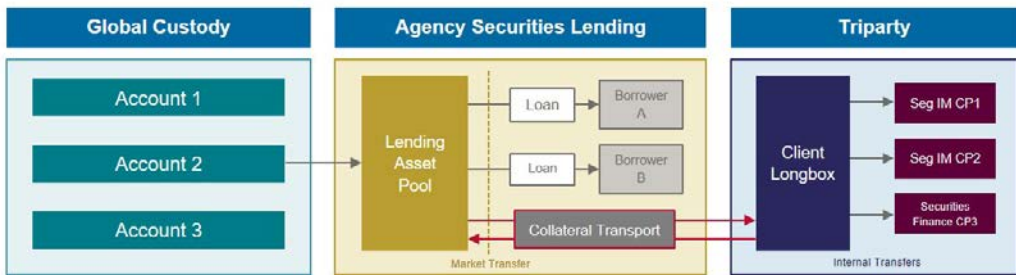 Global Custody
Agency Securities Lending
Triparty
Account 1
Account 2
Account 3
Lending
Asset
Pool
Loan
Borrower
A
Loan
Borrower
B
Collateral Transport
Market Transfer
Client
Longbox
Seg IM CP1
Seg IM CP2
Securities
Finance CP3
Internal Transfers